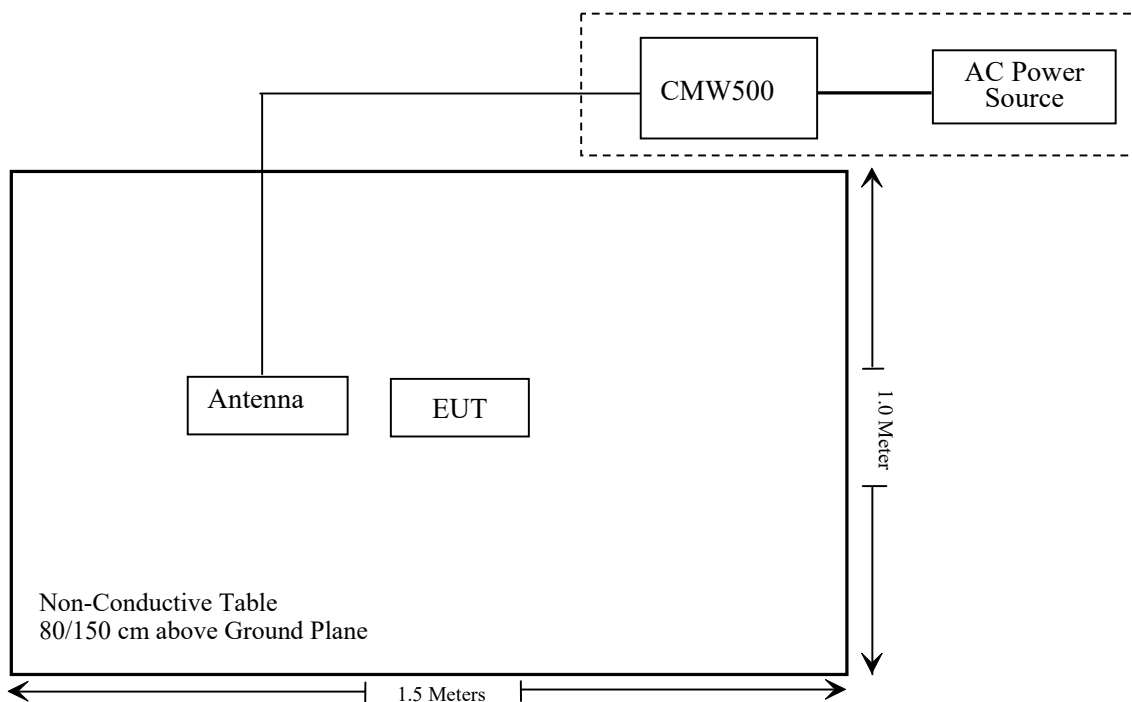 CMW500
AC Power
Source
Antenna
EUT
1.0 Meter
Non-Conductive Table
80/150 cm above Ground Plane
1.5 Meters